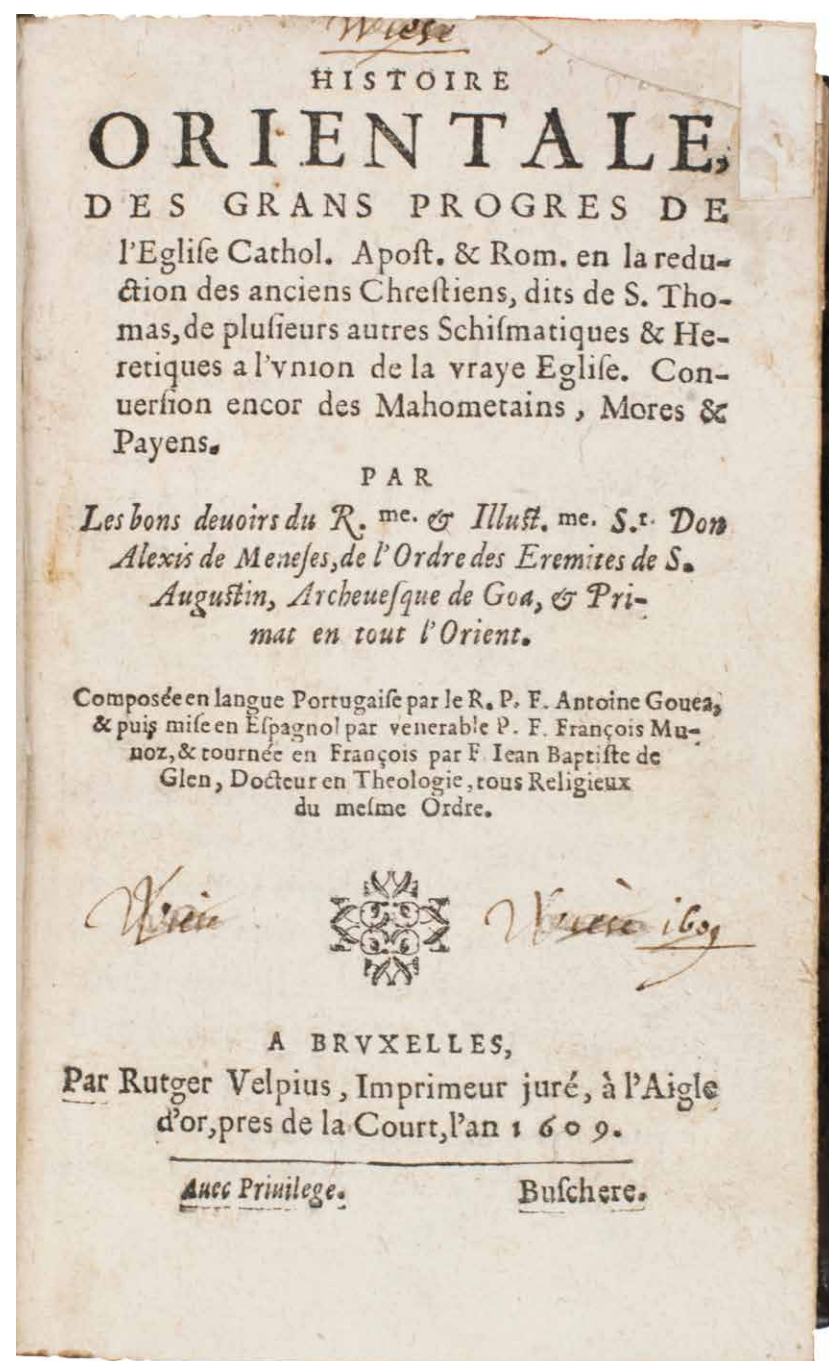 HISTOIRE
ORIENTALE,
DES GRANS PROGRES DE
l'Egliſe Cathol. Apoſt. & Rom. en la redu-
ction des anciens Chreſtiens, dits de S. Tho-
mas, de pluſieurs autres Schiſmatiques & He-
retiques a l'vnion de la vraye Egliſe. Con-
uerſion encor des Mahometains, Mores &
Payens.
PAR
Les bons deuoirs du R. me. & Illuſt. me. S.r. Don
Alexis de Meneſes, de l'Ordre des Eremites de S.
Auguſtin, Archeueſque de Goa, & Pri-
mat en tout l'Orient.
Composée en langue Portugaiſe par le R. P. F. Antoine Gouea,
& puis miſe en Eſpagnol par venerable P. F. François Mu-
noz, & tournée en François par F. Iean Baptiſte de
Glen, Docteur en Theologie, tous Religieux
du meſme Ordre.
1609
A BRVXELLES,
Par Rutger Velpius, Imprimeur juré, à l'Aigle
d'or, pres de la Court, l'an 1609.
Auec Priuilege. Buſchere.